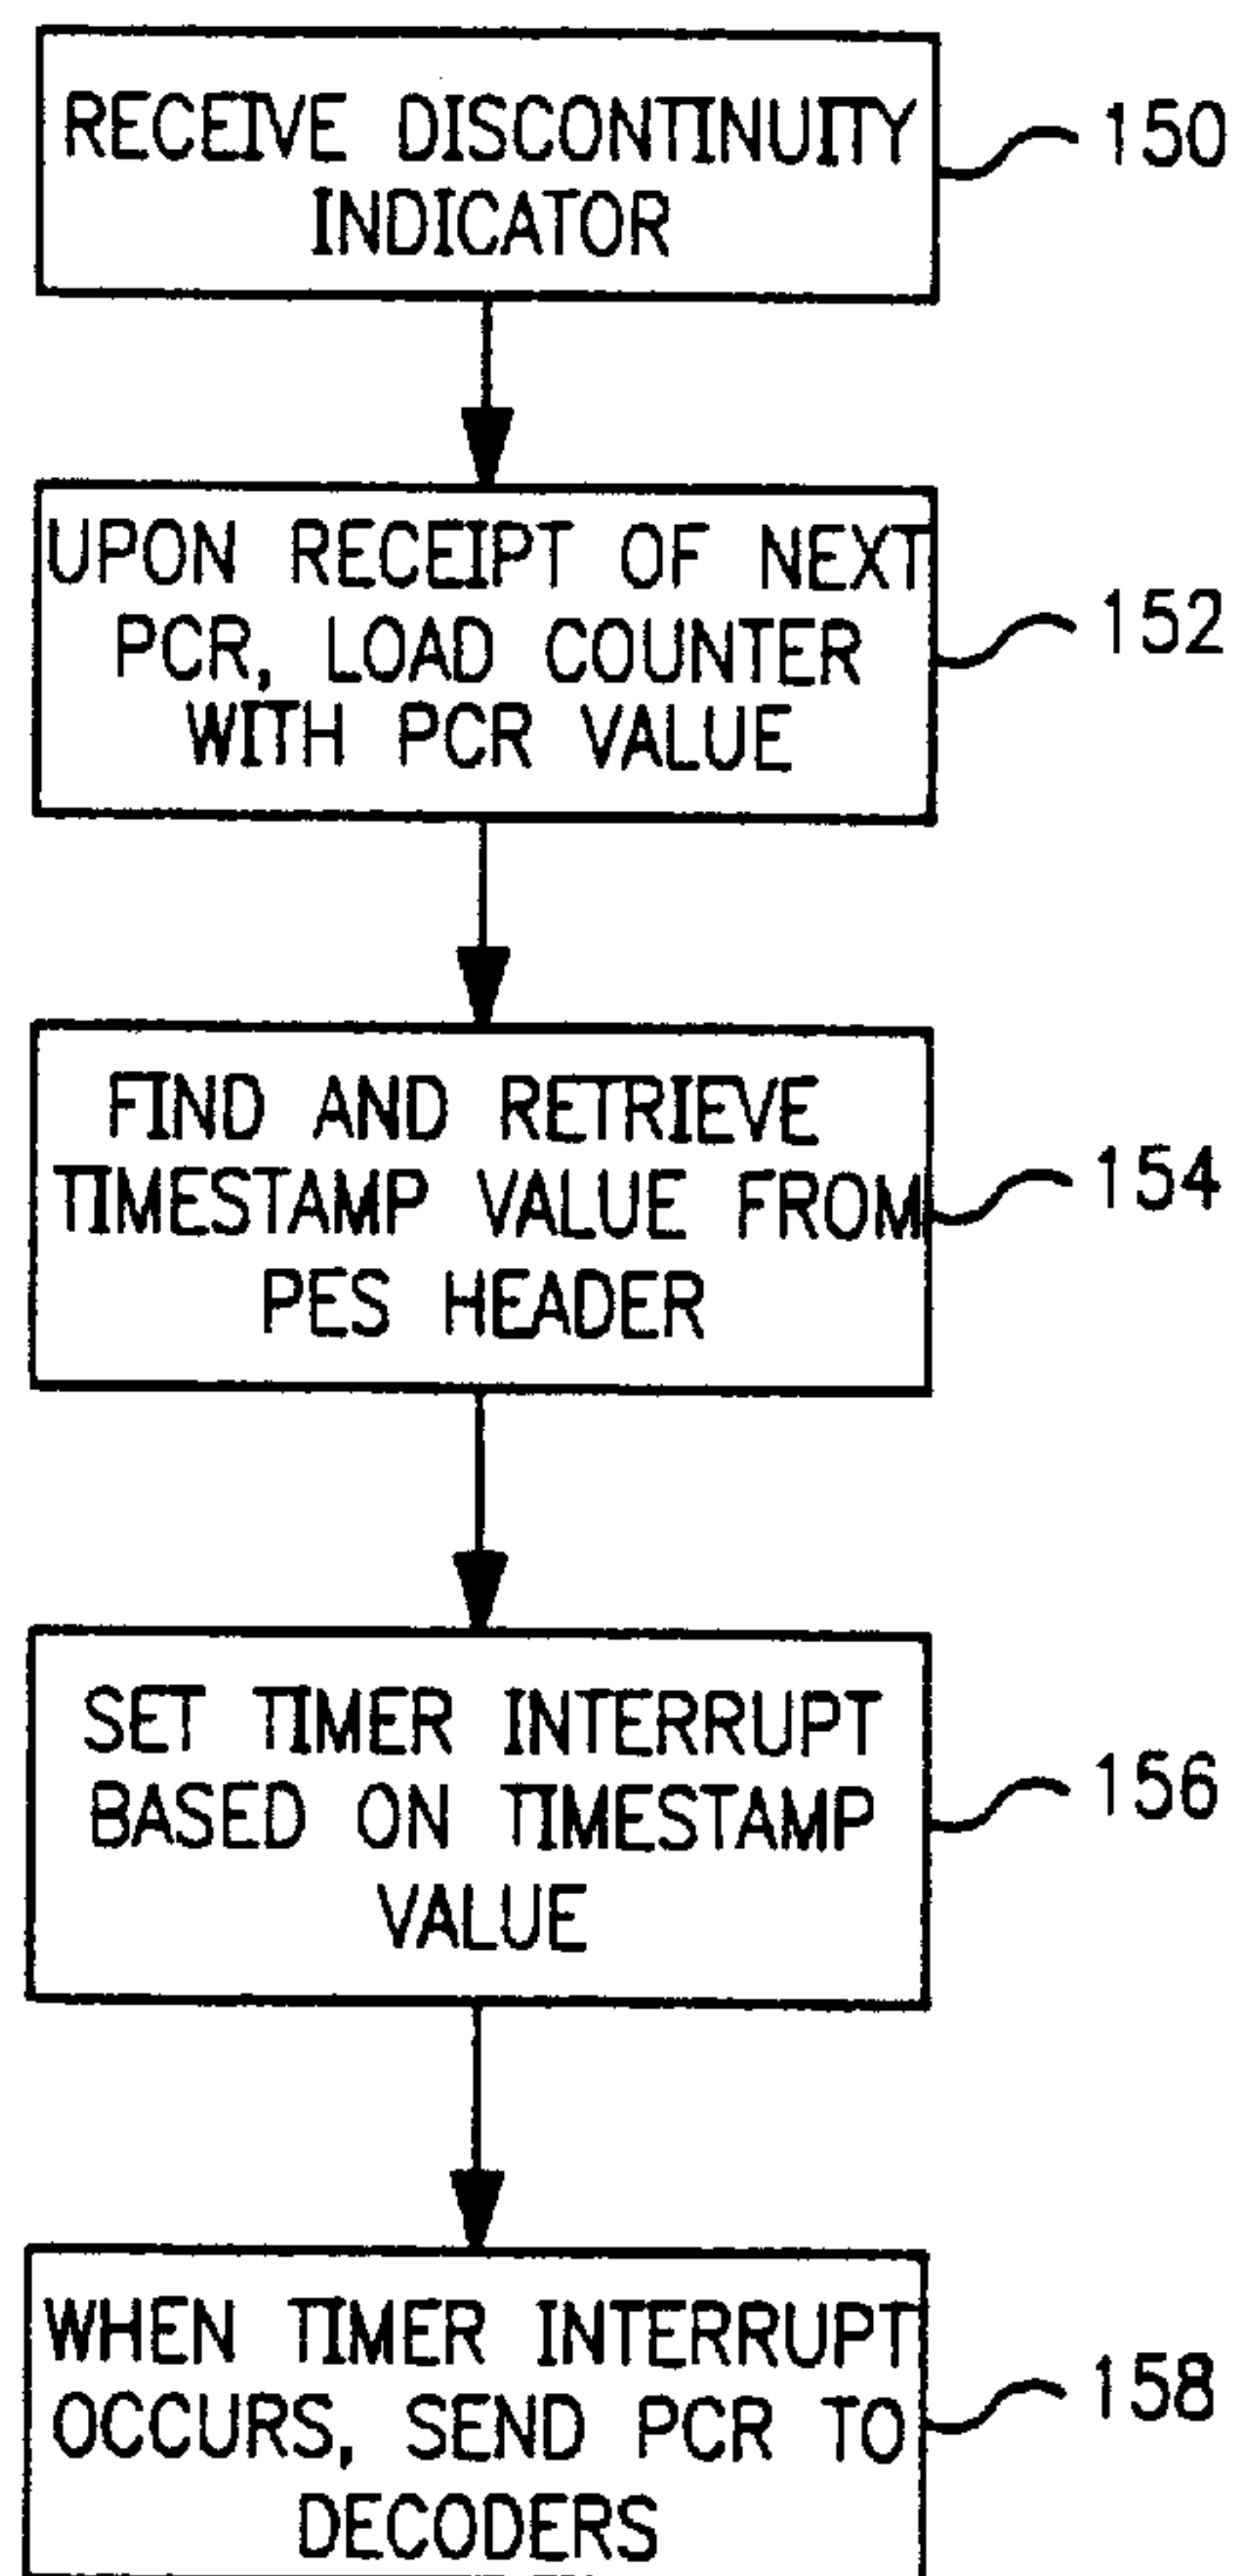 RECEIVE DISCONTINUITY
INDICATOR
150
UPON RECEIPT OF NEXT
PCR, LOAD COUNTER
WITH PCR VALUE
152
FIND AND RETRIEVE
TIMESTAMP VALUE FROM
PES HEADER
154
SET TIMER INTERRUPT
BASED ON TIMESTAMP
VALUE
156
WHEN TIMER INTERRUPT
OCCURS, SEND PCR TO
DECODERS
158